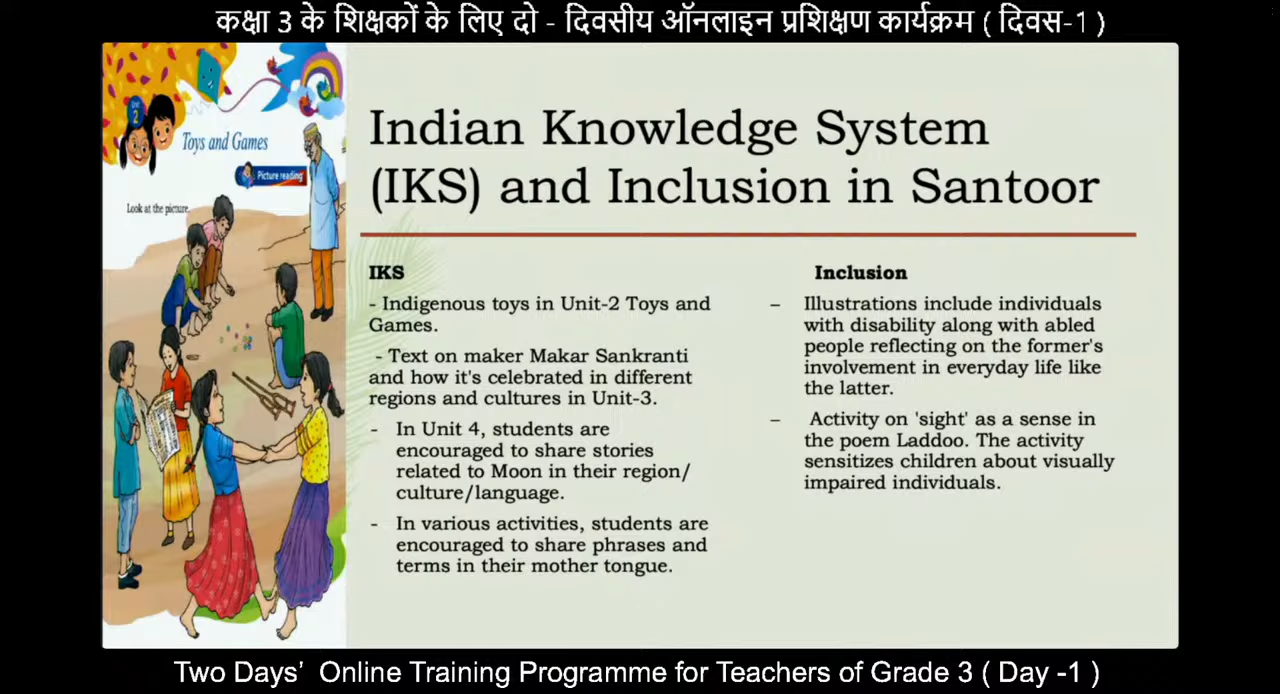 कक्षा 3 के शिक्षकों के लिए दो - दिवसीय ऑनलाइन प्रशिक्षण कार्यक्रम ( दिवस-1 )
Unit
2
Toys and Games
Picture reading
Look at the picture.
Indian Knowledge System
(IKS) and Inclusion in Santoor
IKS
- Indigenous toys in Unit-2 Toys and
Games.
- Text on maker Makar Sankranti
and how it's celebrated in different
regions and cultures in Unit-3.
- In Unit 4, students are
encouraged to share stories
related to Moon in their region/
culture/language.
- In various activities, students are
encouraged to share phrases and
terms in their mother tongue.
Inclusion
– Illustrations include individuals
with disability along with abled
people reflecting on the former's
involvement in everyday life like
the latter.
– Activity on 'sight' as a sense in
the poem Laddoo. The activity
sensitizes children about visually
impaired individuals.
Two Days’ Online Training Programme for Teachers of Grade 3 ( Day -1 )